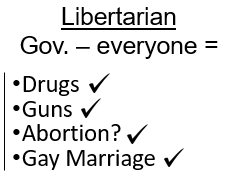 Libertarian
Gov. – everyone =
•Drugs ✓
•Guns ✓
•Abortion? ✓
•Gay Marriage ✓